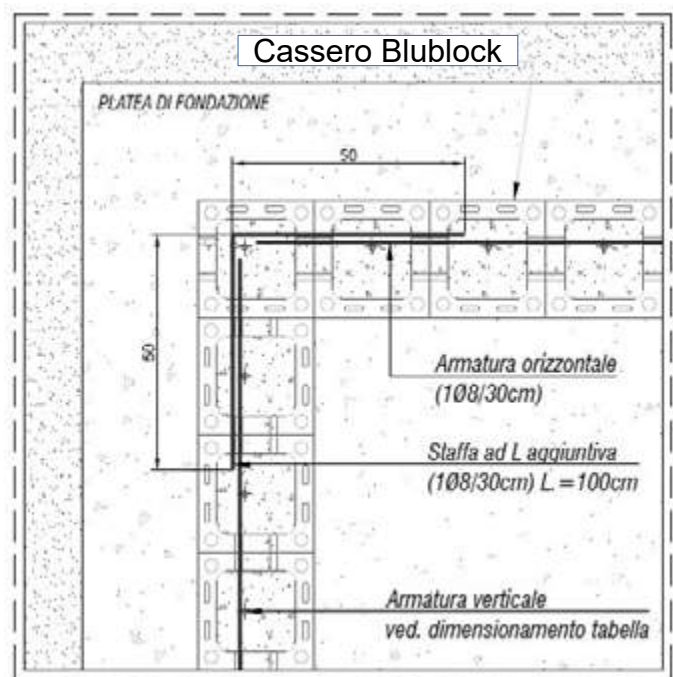 Cassero Blublock
PLATEA DI FONDAZIONE
50
50
Armatura orizzontale
(1Ø8/30cm)
Staffa ad L aggiuntiva
(1Ø8/30cm) L.=100cm
Armatura verticale
ved. dimensionamento tabella